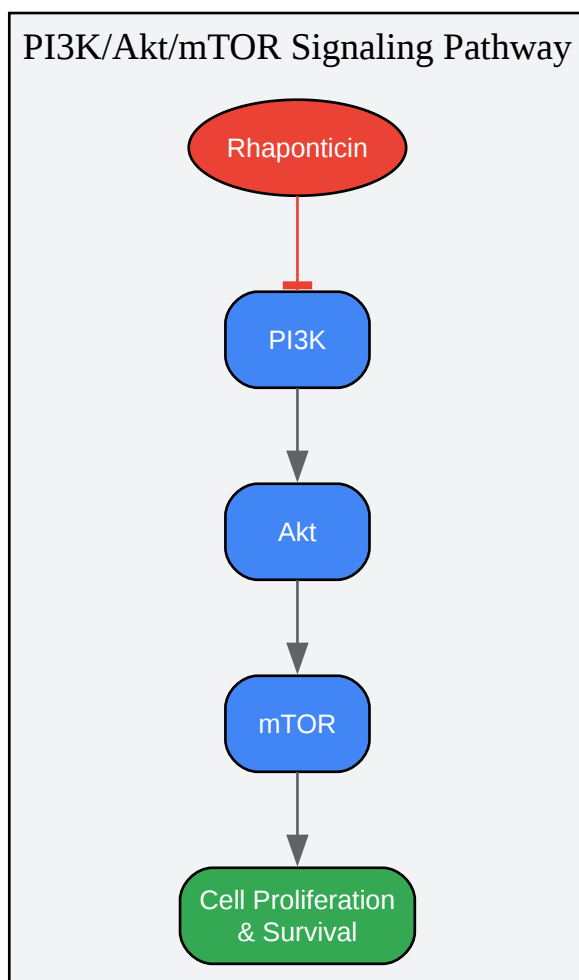 PI3K/Akt/mTOR Signaling Pathway
Rhaponticin
PI3K
Akt
mTOR
Cell Proliferation
& Survival